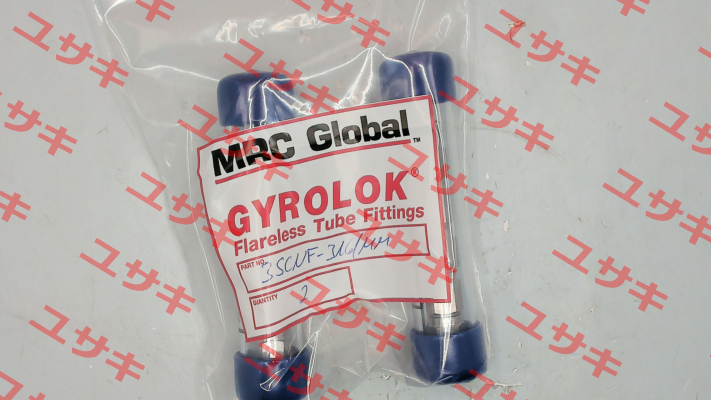 MRC Global™
GYROLOK®
Flareless Tube Fittings
PART NO.
QUANTITY
2
ユサキ